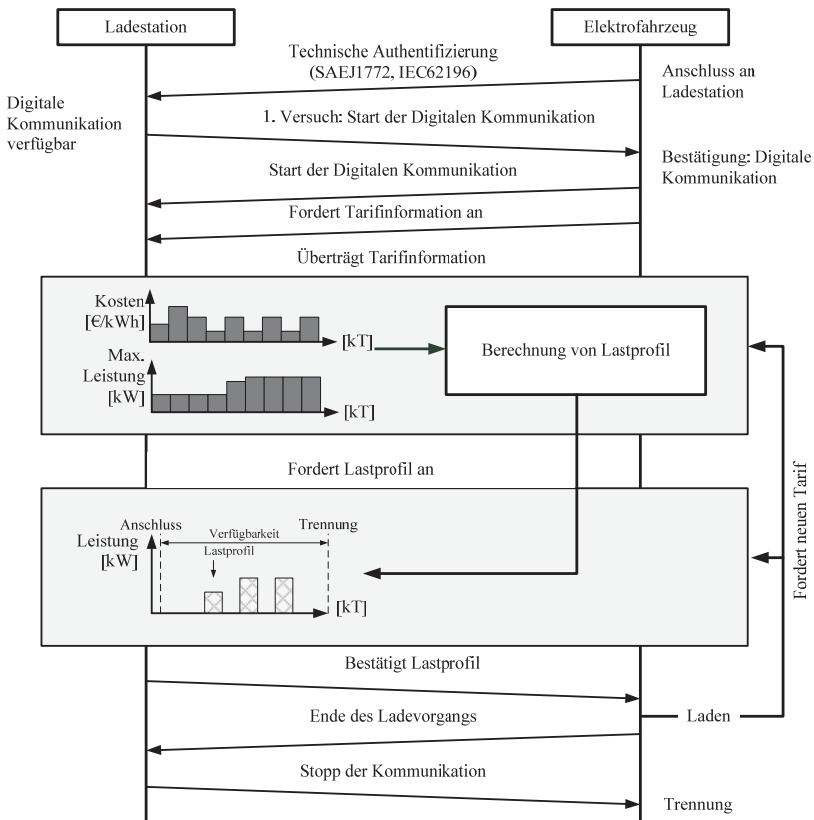 Ladestation
Elektrofahrzeug
Technische Authentifizierung
(SAEJ1772, IEC62196)
Anschluss an
Ladestation
Digitale
Kommunikation
verfügbar
1. Versuch: Start der Digitalen Kommunikation
Bestätigung: Digitale
Kommunikation
Start der Digitalen Kommunikation
Fordert Tarifinformation an
Überträgt Tarifinformation
Kosten
[€/kWh]
[kT]
Max.
Leistung
[kW]
[kT]
Berechnung von Lastprofil
Fordert Lastprofil an
Fordert neuen Tarif
Anschluss
Verfügbarkeit
Trennung
Leistung
[kW]
Lastprofil
[kT]
Bestätigt Lastprofil
Ende des Ladevorgangs
Laden
Stopp der Kommunikation
Trennung